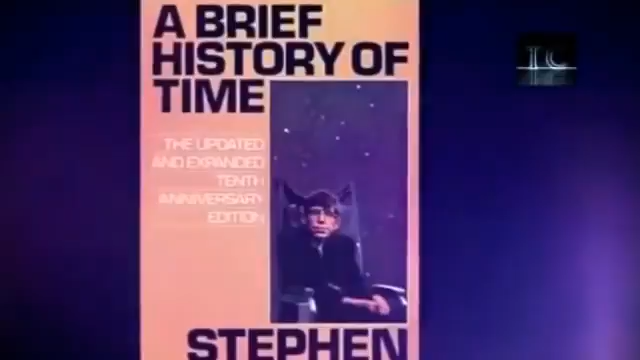 A BRIEF
HISTORY OF
TIME
THE UPDATED
AND EXPANDED
TENTH
ANNIVERSARY
EDITION
STEPHEN